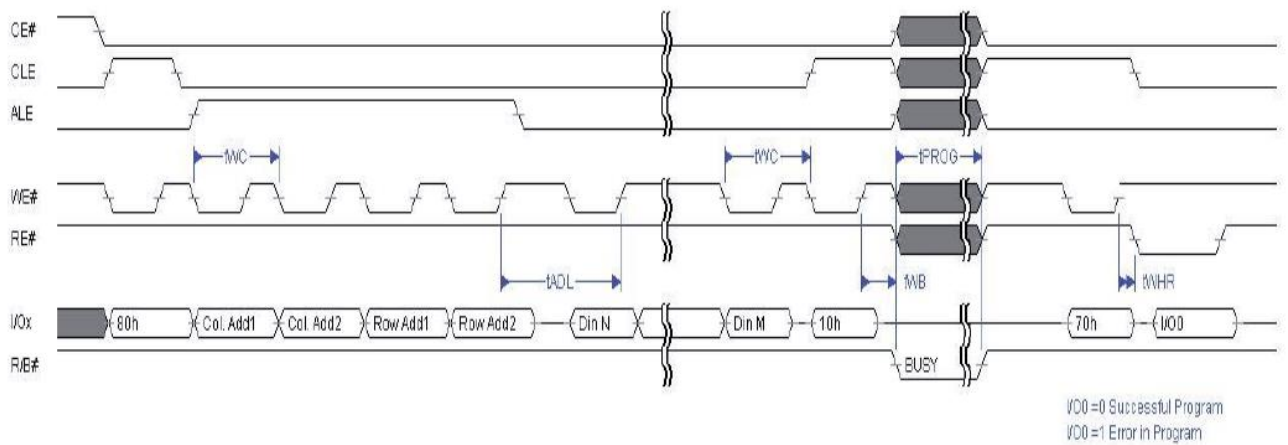 CE#
CLE
ALE
tWC
tWC
tPROG
WE#
RE#
tADL
tWB
tWHR
I/Ox
80h
Col. Add1
Col. Add2
Row Add1
Row Add2
Din N
Din M
10h
70h
I/O0
R/B#
BUSY
I/O0 =0 Successful Program
I/O0 =1 Error in Program